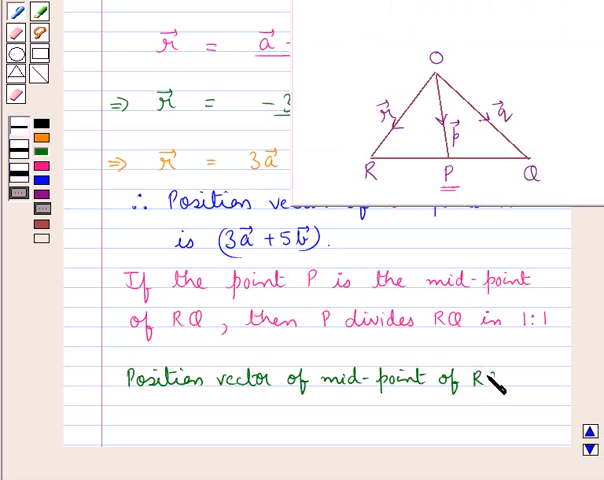 O
r⃗ q⃗
p⃗
R P Q
r⃗ = a⃗ -
⇒ r⃗ = -3
⇒ r⃗ = 3a⃗
∴ Position
is (3a⃗ + 5b⃗).
If the point P is the mid-point
of RQ, then P divides RQ in 1:1
Position vector of mid-point of R